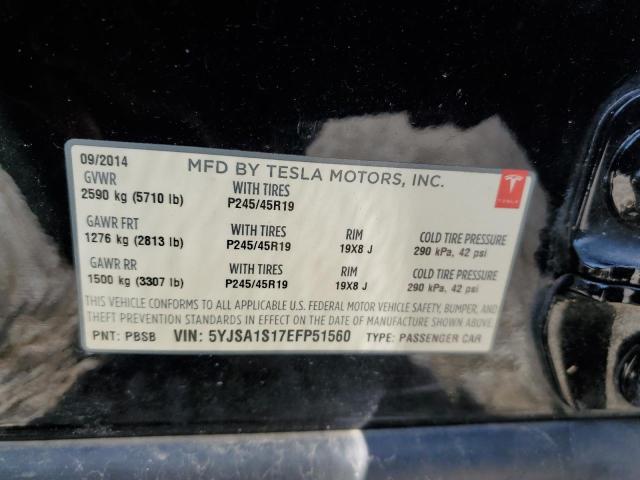 09/2014 MFD BY TESLA MOTORS, INC.
GVWR WITH TIRES
2590 kg (5710 lb) P245/45R19
TESLA
GAWR FRT WITH TIRES RIM COLD TIRE PRESSURE
1276 kg (2813 lb) P245/45R19 19X8 J 290 kPa, 42 psi
GAWR RR WITH TIRES RIM COLD TIRE PRESSURE
1500 kg (3307 lb) P245/45R19 19X8 J 290 kPa, 42 psi
THIS VEHICLE CONFORMS TO ALL APPLICABLE U.S. FEDERAL MOTOR VEHICLE SAFETY, BUMPER, AND
THEFT PREVENTION STANDARDS IN EFFECT ON THE DATE OF MANUFACTURE SHOWN ABOVE.
PNT: PBSB VIN: 5YJSA1S17EFP51560 TYPE: PASSENGER CAR